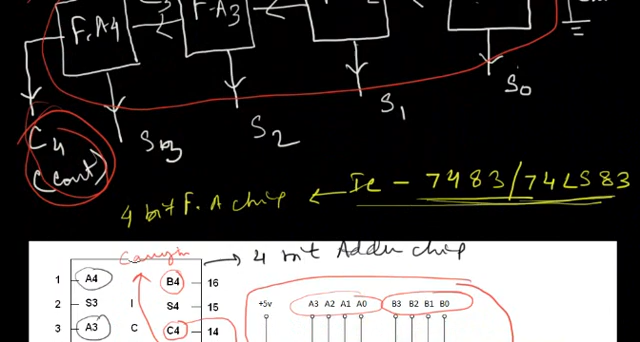 F.A4
F.A3
S0
S1
S2
S3
C4
(Cout)
IC - 7483/74LS83
4 bit F.A chip
Carryin
4 bit Adder chip
1 A4 B4 16
2 S3 I S4 15
3 A3 C C4 14
+5v A3 A2 A1 A0 B3 B2 B1 B0